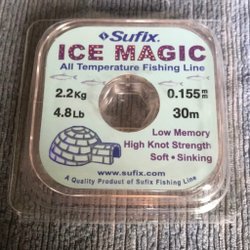 Sufix®
ICE MAGIC
All Temperature Fishing Line
2.2Kg 0.155mm
4.8Lb 30m
Low Memory
High Knot Strength
Soft • Sinking
www.sufix.com
A Quality Product of Sufix Fishing Line